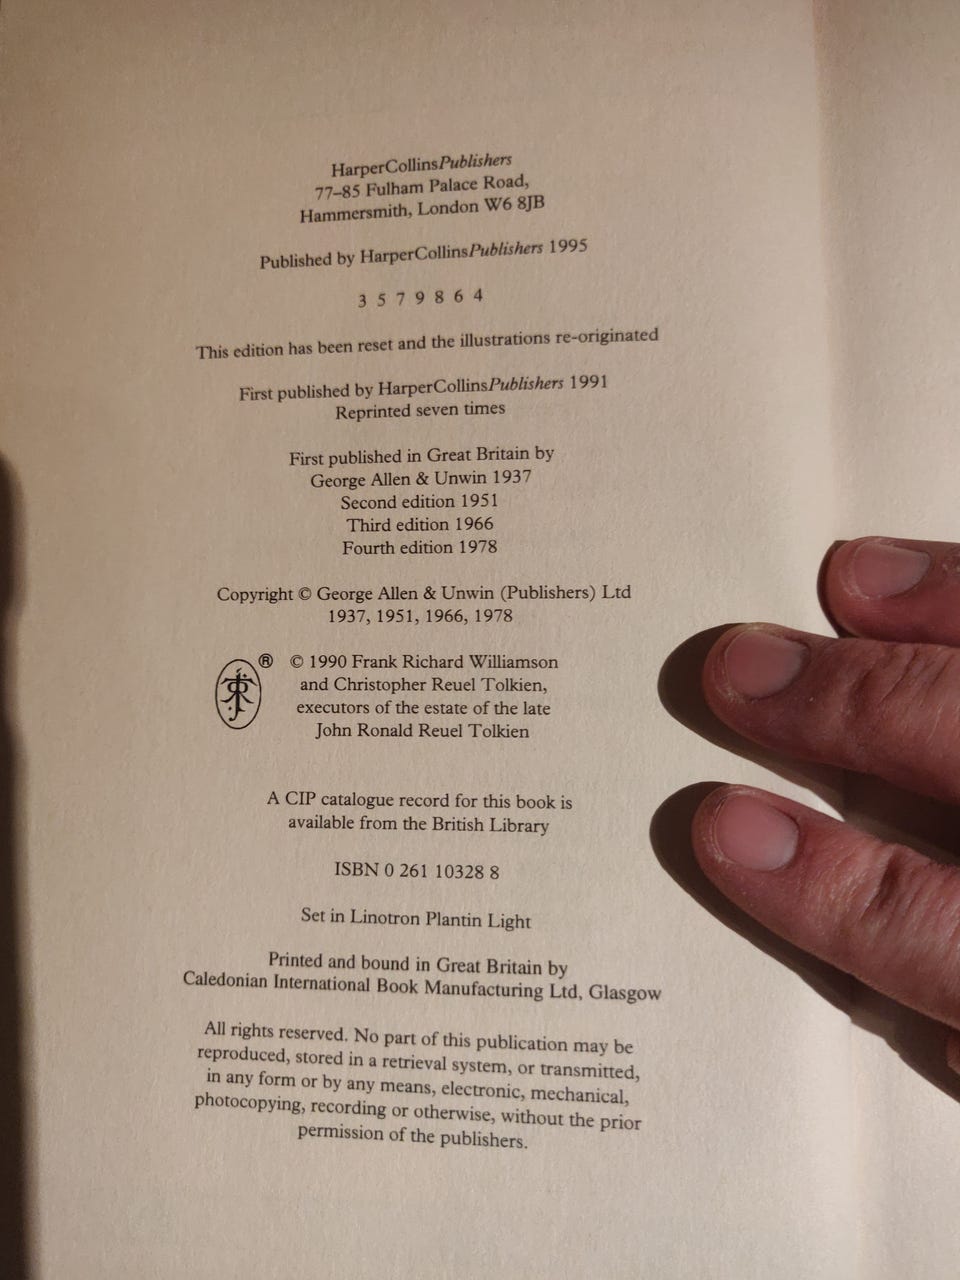 HarperCollinsPublishers
77–85 Fulham Palace Road,
Hammersmith, London W6 8JB
Published by HarperCollinsPublishers 1995
3 5 7 9 8 6 4
This edition has been reset and the illustrations re-originated
First published by HarperCollinsPublishers 1991
Reprinted seven times
First published in Great Britain by
George Allen & Unwin 1937
Second edition 1951
Third edition 1966
Fourth edition 1978
Copyright © George Allen & Unwin (Publishers) Ltd
1937, 1951, 1966, 1978
® © 1990 Frank Richard Williamson
and Christopher Reuel Tolkien,
executors of the estate of the late
John Ronald Reuel Tolkien
A CIP catalogue record for this book is
available from the British Library
ISBN 0 261 10328 8
Set in Linotron Plantin Light
Printed and bound in Great Britain by
Caledonian International Book Manufacturing Ltd, Glasgow
All rights reserved. No part of this publication may be
reproduced, stored in a retrieval system, or transmitted,
in any form or by any means, electronic, mechanical,
photocopying, recording or otherwise, without the prior
permission of the publishers.